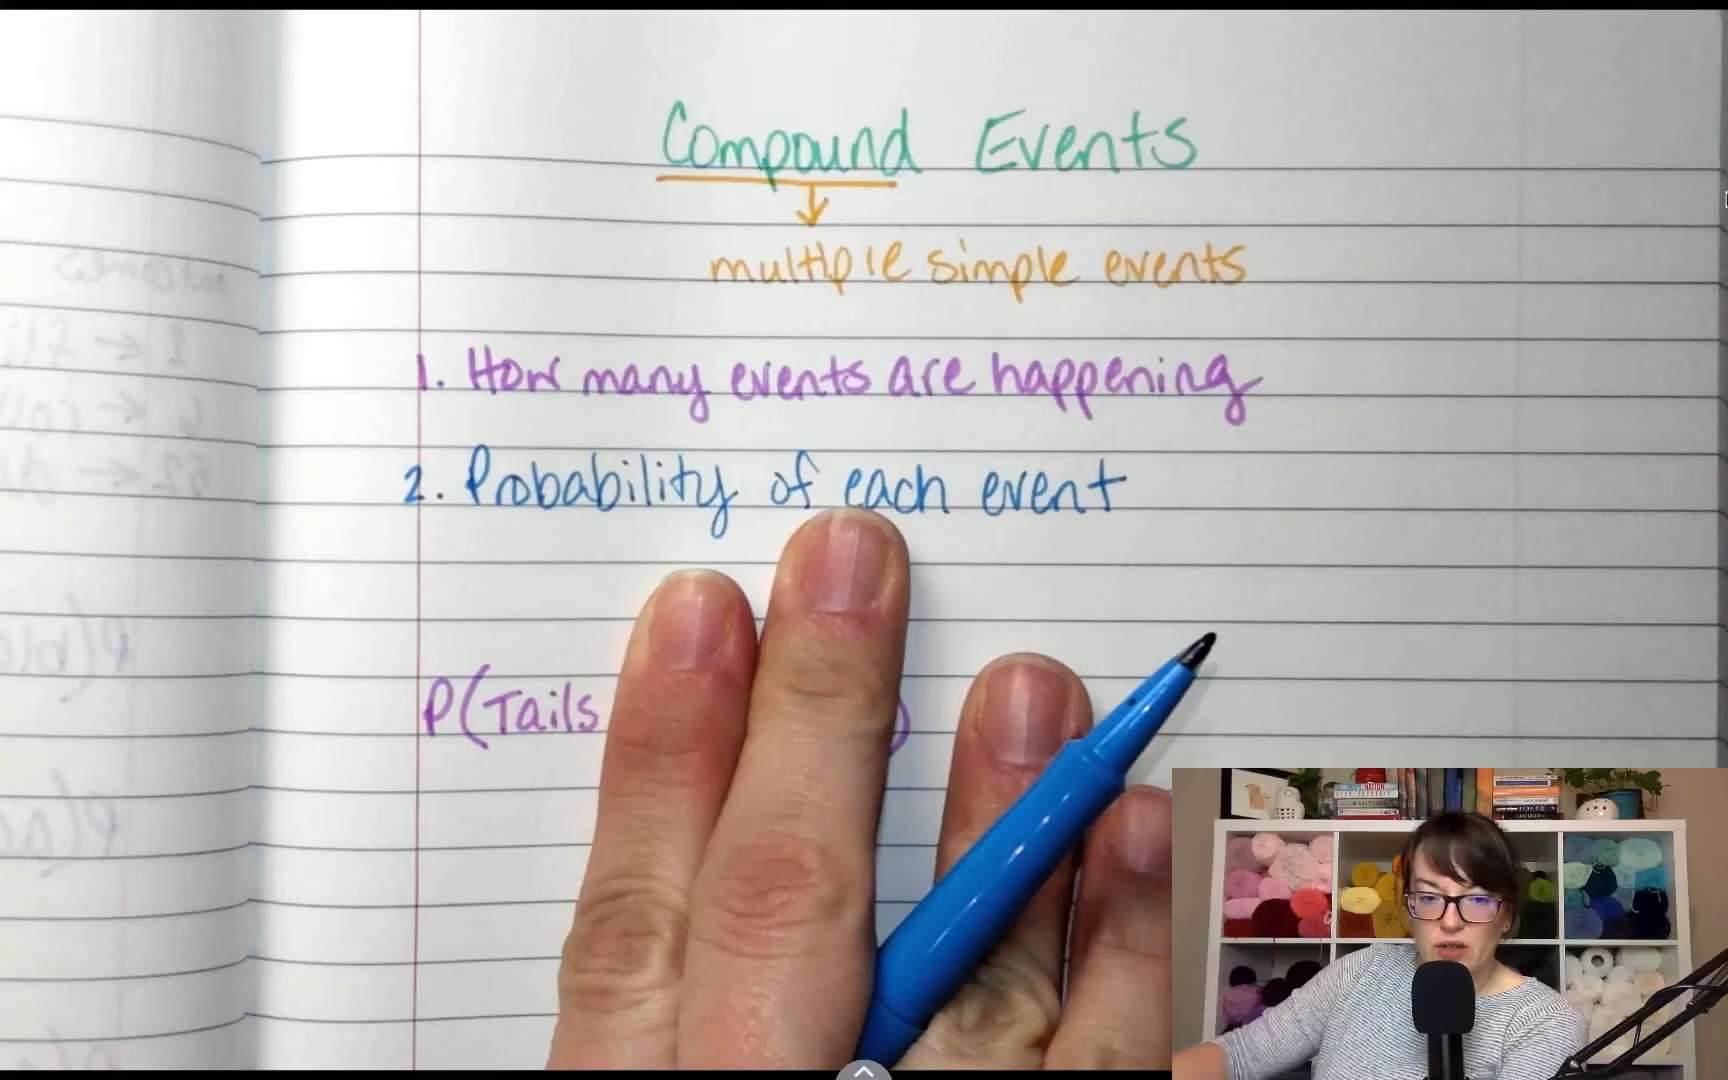 Compound Events
multiple simple events
1. How many events are happening
2. Probability of each event
P(Tails )